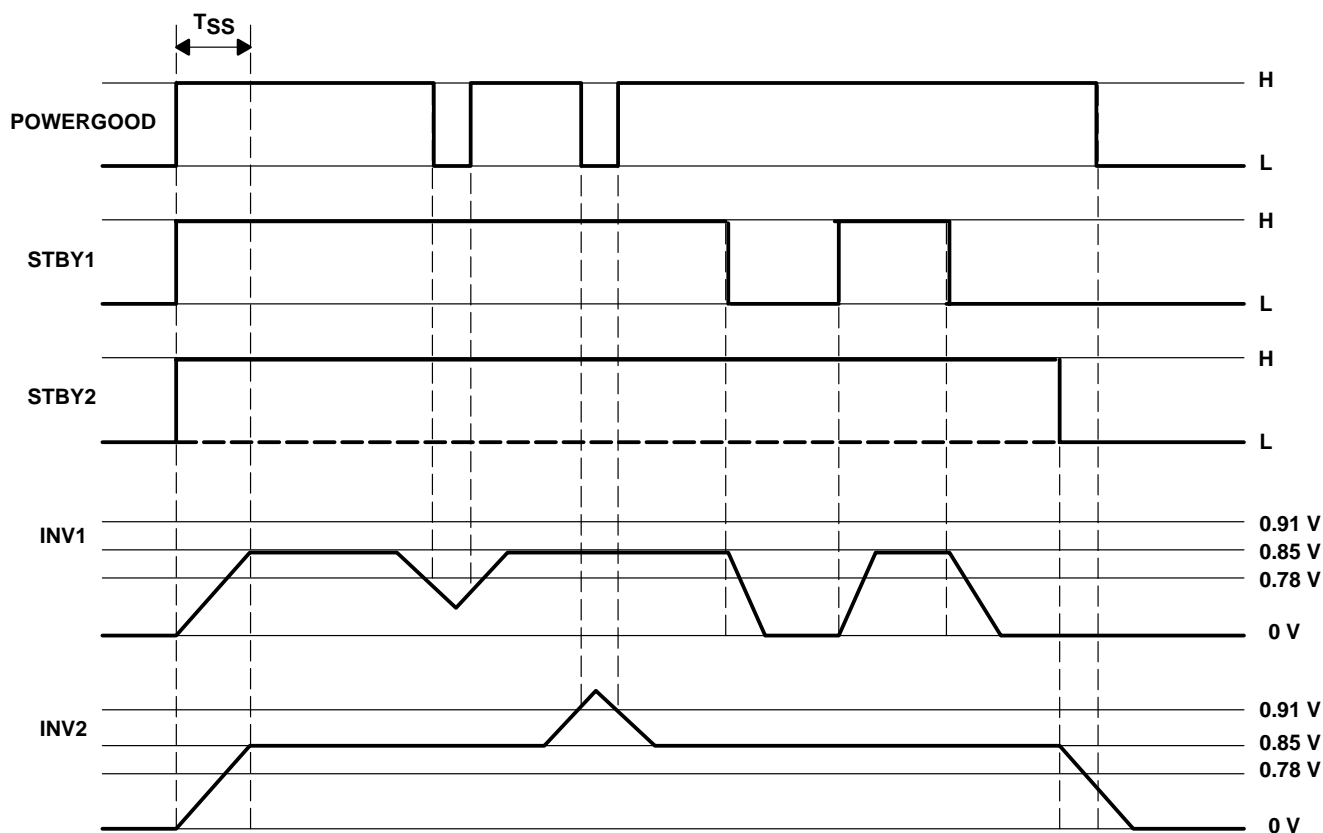 TSS
H
POWERGOOD
L
H
STBY1
L
H
STBY2
L
0.91 V
INV1
0.85 V
0.78 V
0 V
0.91 V
INV2
0.85 V
0.78 V
0 V